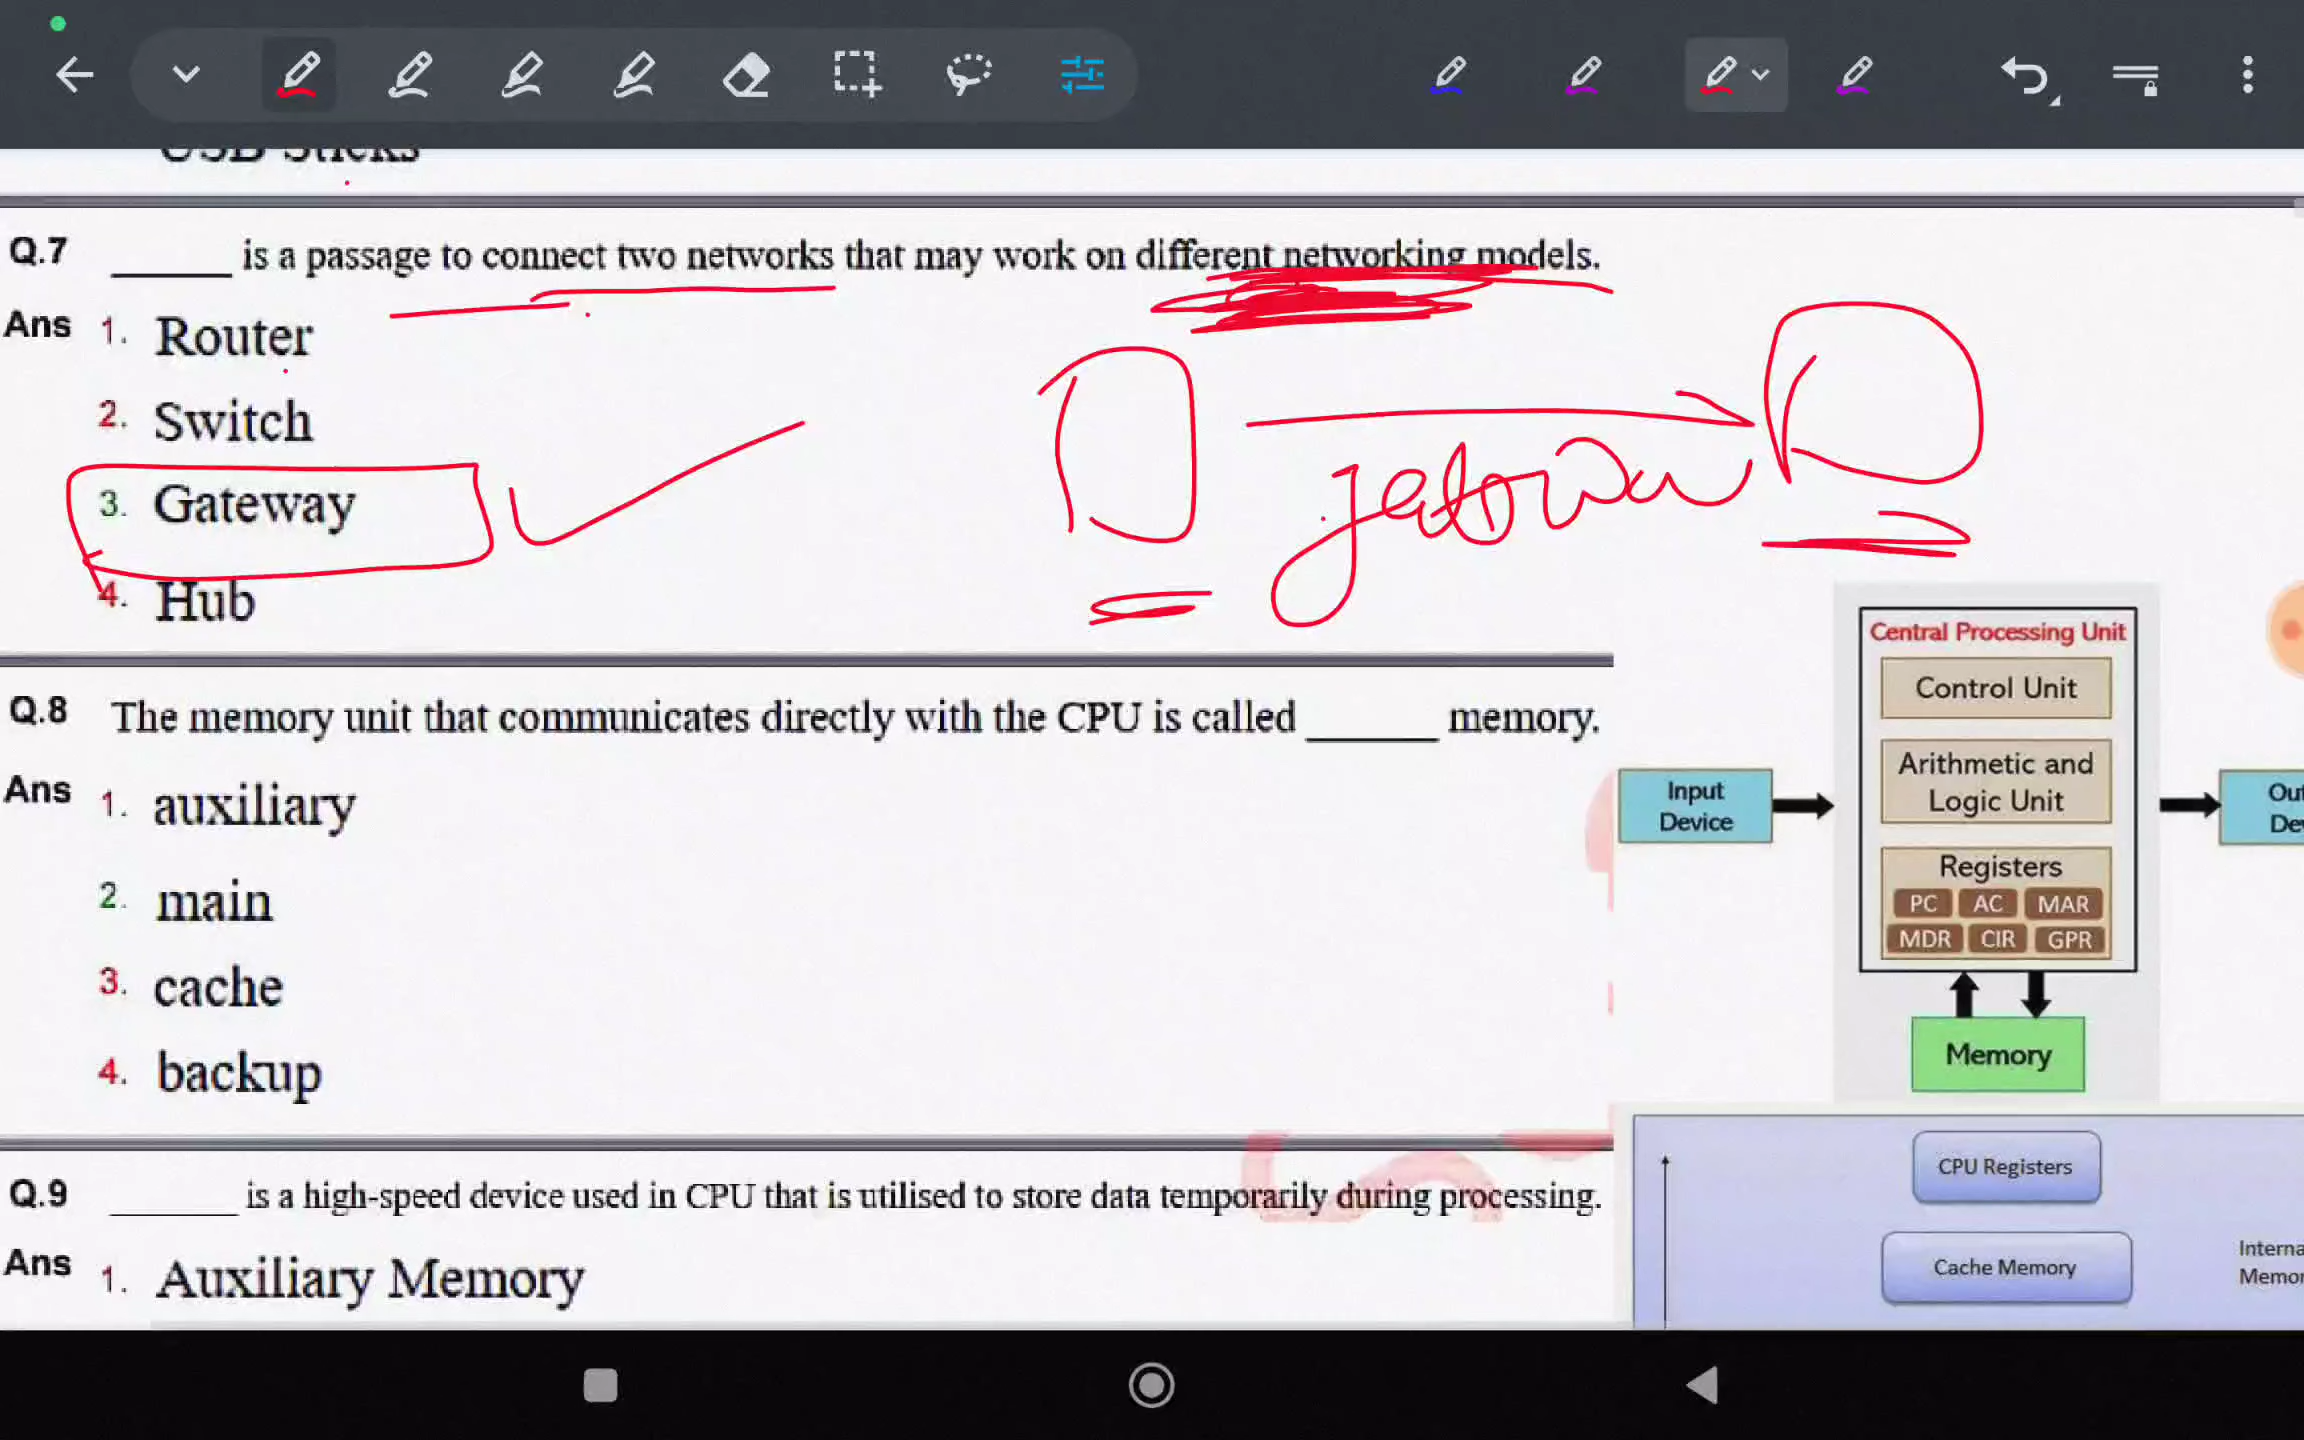 USB Sticks
Q.7 ______ is a passage to connect two networks that may work on different networking models.
Ans 1. Router
2. Switch
3. Gateway
4. Hub
Q.8 The memory unit that communicates directly with the CPU is called ______ memory.
Ans 1. auxiliary
2. main
3. cache
4. backup
Q.9 ______ is a high-speed device used in CPU that is utilised to store data temporarily during processing.
Ans 1. Auxiliary Memory
Central Processing Unit
Control Unit
Arithmetic and
Logic Unit
Input
Device
Registers
PC AC MAR
MDR CIR GPR
Memory
CPU Registers
Cache Memory